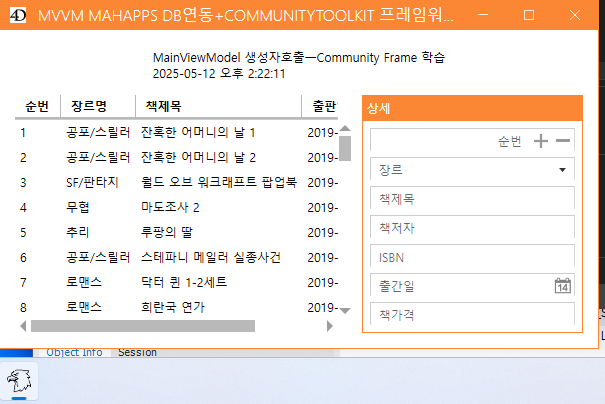 4D MVVM MAHAPPS DB연동+COMMUNITYTOOLKIT 프레임워...
MainViewModel 생성자호출—Community Frame 학습
2025-05-12 오후 2:22:11
순번 장르명 책제목 출판
1 공포/스릴러 잔혹한 어머니의 날 1 2019-
2 공포/스릴러 잔혹한 어머니의 날 2 2019-
3 SF/판타지 월드 오브 워크래프트 팝업북 2019-
4 무협 마도조사 2 2019-
5 추리 루팡의 딸 2019-
6 공포/스릴러 스테파니 메일러 실종사건 2019-
7 로맨스 닥터 퀸 1-2세트 2019-
8 로맨스 희란국 연가 2019-
상세
순번
장르
책제목
책저자
ISBN
출간일 14
책가격
Object Info Session